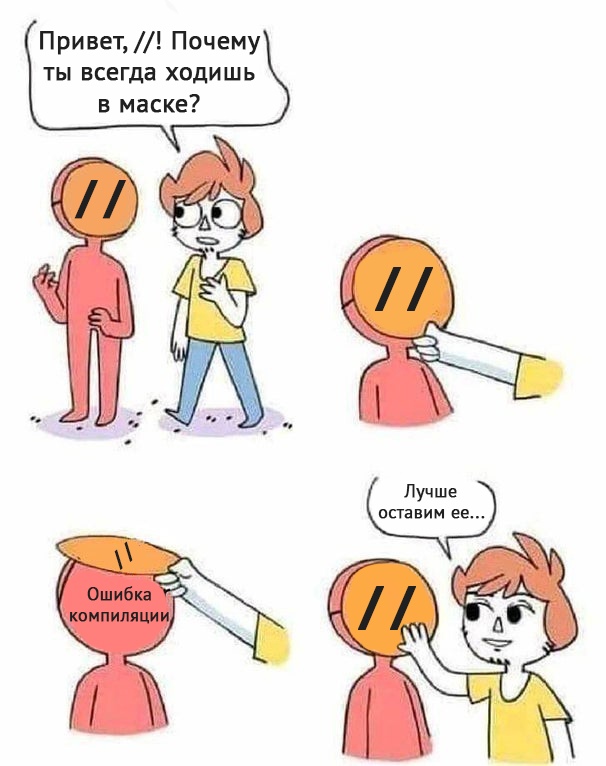 Привет, //! Почему
ты всегда ходишь
в маске?
//
//
//
Ошибка
компиляции
Лучше
оставим ее...
//